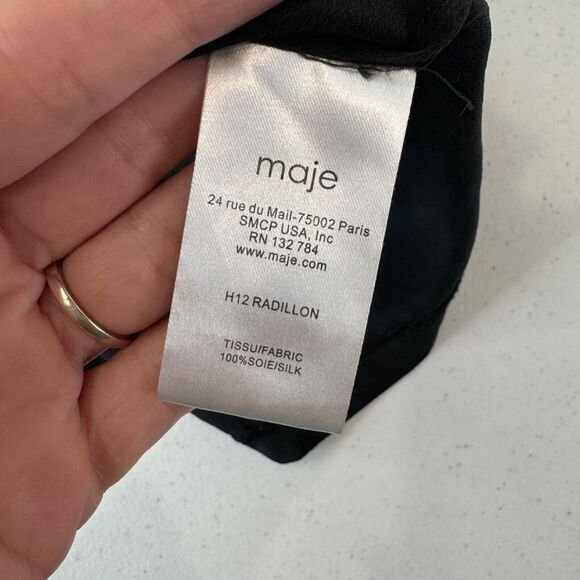 maje
24 rue du Mail-75002 Paris
SMCP USA, Inc
RN 132 784
www.maje.com
H12 RADILLON
TISSU/FABRIC
100%SOIE/SILK